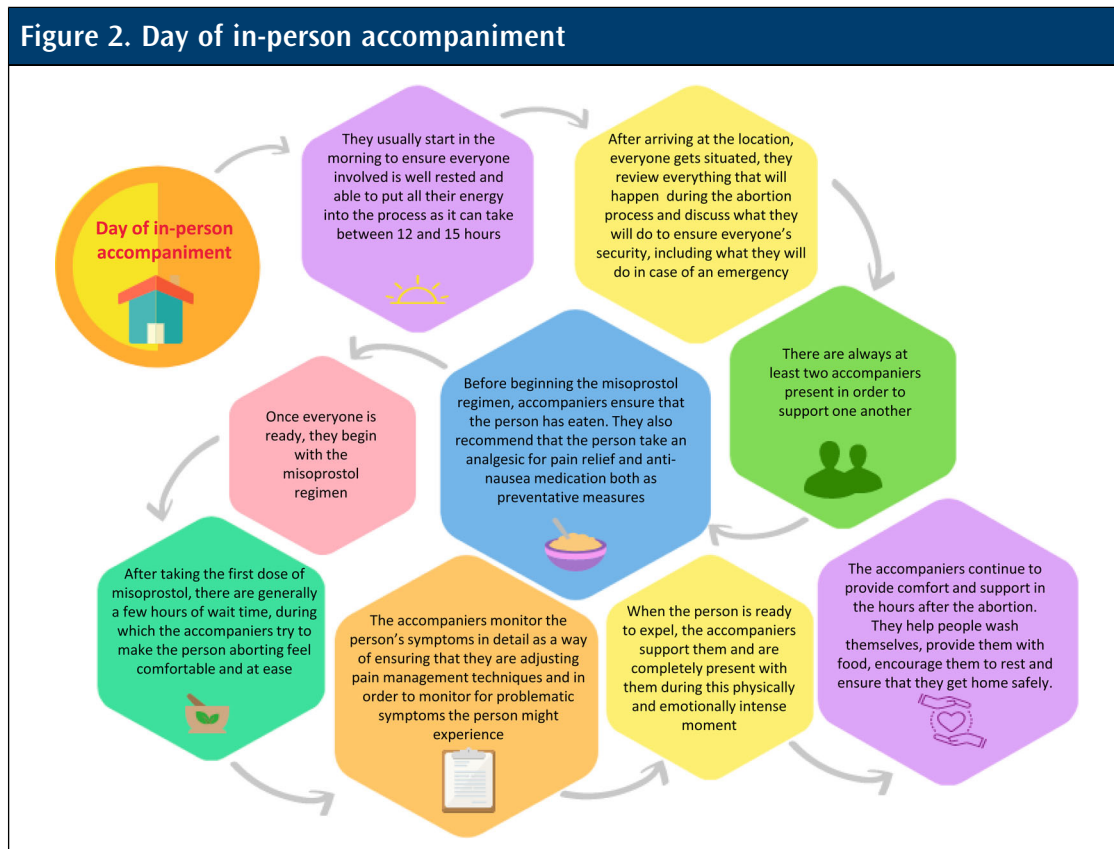 Figure 2. Day of in-person accompaniment
Day of in-person
accompaniment
They usually start in the
morning to ensure everyone
involved is well rested and
able to put all their energy
into the process as it can take
between 12 and 15 hours
After arriving at the location,
everyone gets situated, they
review everything that will
happen during the abortion
process and discuss what they
will do to ensure everyone's
security, including what they will
do in case of an emergency
There are always at
least two accompaniers
present in order to
support one another
Before beginning the misoprostol
regimen, accompaniers ensure that
the person has eaten. They also
recommend that the person take an
analgesic for pain relief and anti-
nausea medication both as
preventative measures
Once everyone is
ready, they begin
with the
misoprostol
regimen
After taking the first dose of
misoprostol, there are generally
a few hours of wait time, during
which the accompaniers try to
make the person aborting feel
comfortable and at ease
The accompaniers monitor the
person's symptoms in detail as a way
of ensuring that they are adjusting
pain management techniques and in
order to monitor for problematic
symptoms the person might
experience
When the person is ready
to expel, the accompaniers
support them and are
completely present with
them during this physically
and emotionally intense
moment
The accompaniers continue to
provide comfort and support in
the hours after the abortion.
They help people wash
themselves, provide them with
food, encourage them to rest and
ensure that they get home safely.